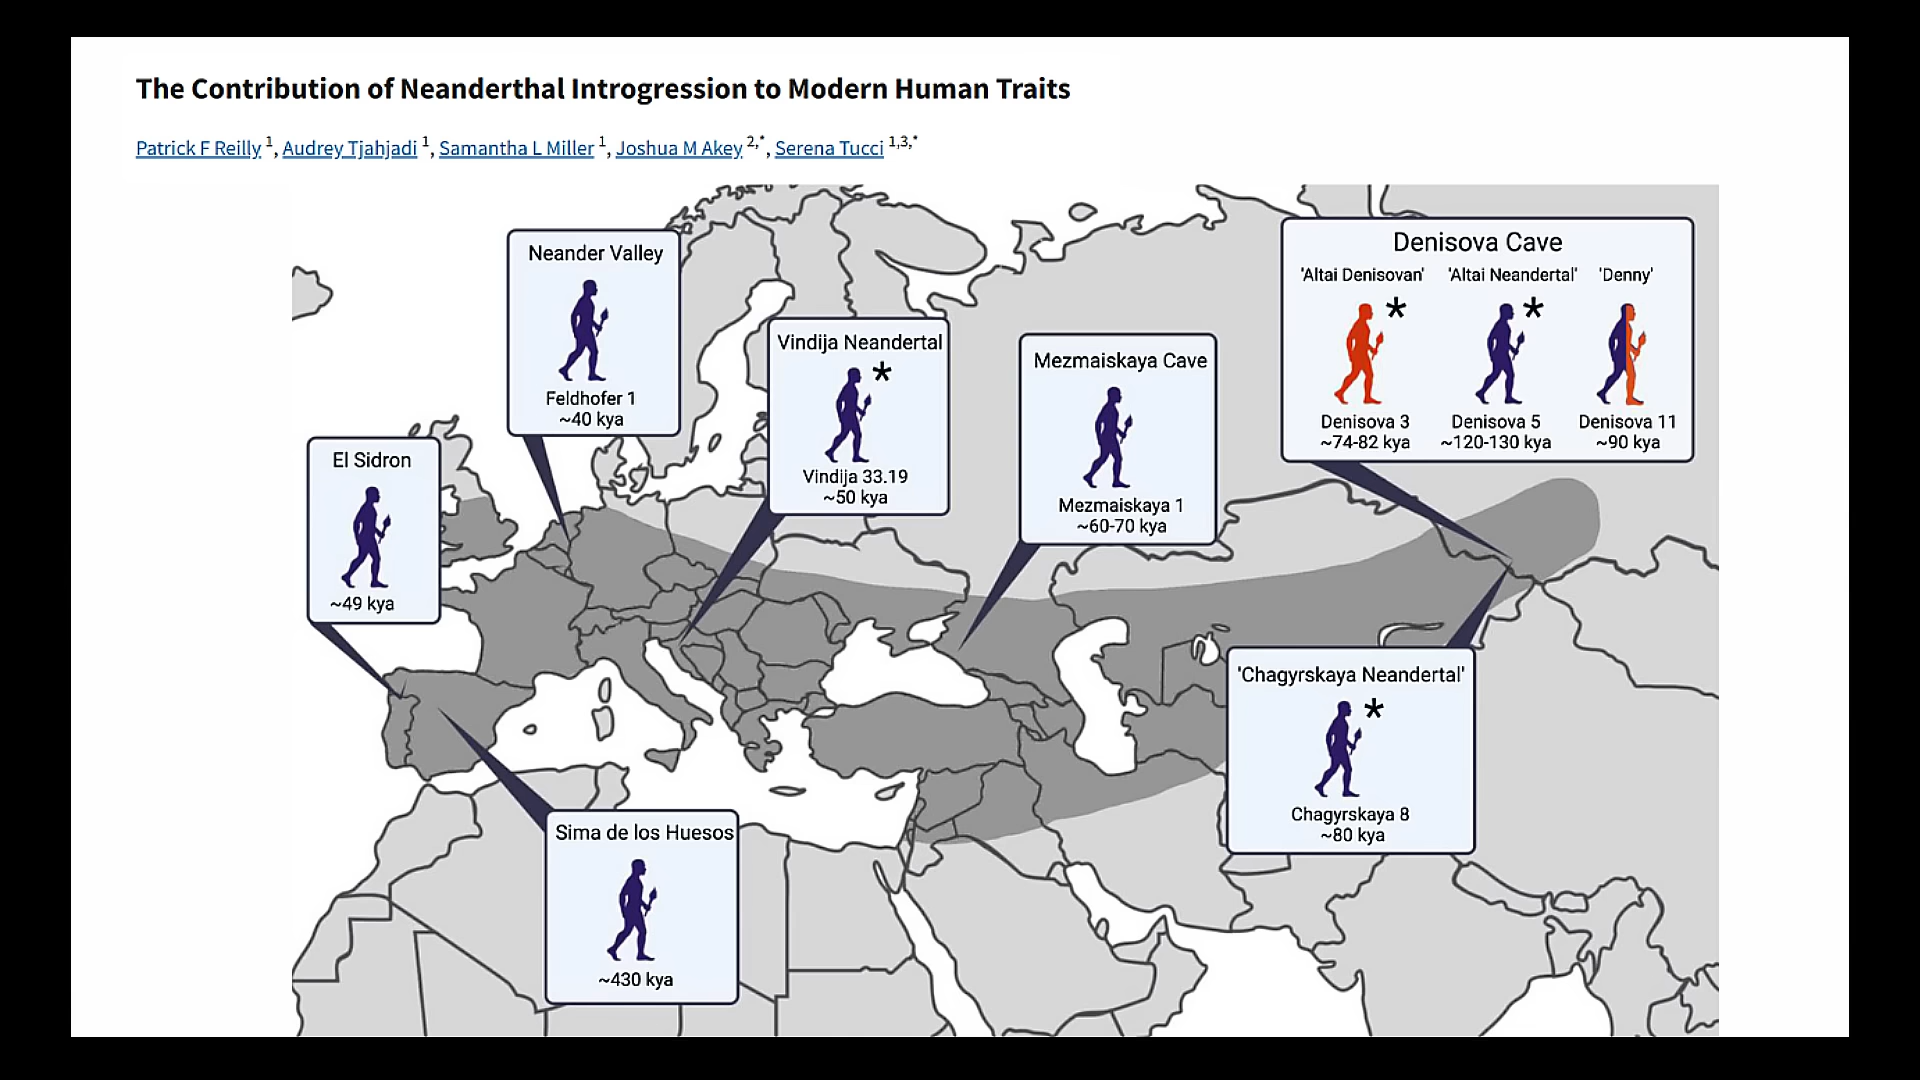 The Contribution of Neanderthal Introgression to Modern Human Traits
Patrick F Reilly 1, Audrey Tjahjadi 1, Samantha L Miller 1, Joshua M Akey 2,*, Serena Tucci 1,3,*
Neander Valley
Feldhofer 1
~40 kya
Vindija Neandertal
*
Vindija 33.19
~50 kya
Mezmaiskaya Cave
Mezmaiskaya 1
~60-70 kya
Denisova Cave
'Altai Denisovan' 'Altai Neandertal' 'Denny'
* *
Denisova 3 Denisova 5 Denisova 11
~74-82 kya ~120-130 kya ~90 kya
El Sidron
~49 kya
'Chagyrskaya Neandertal'
*
Chagyrskaya 8
~80 kya
Sima de los Huesos
~430 kya